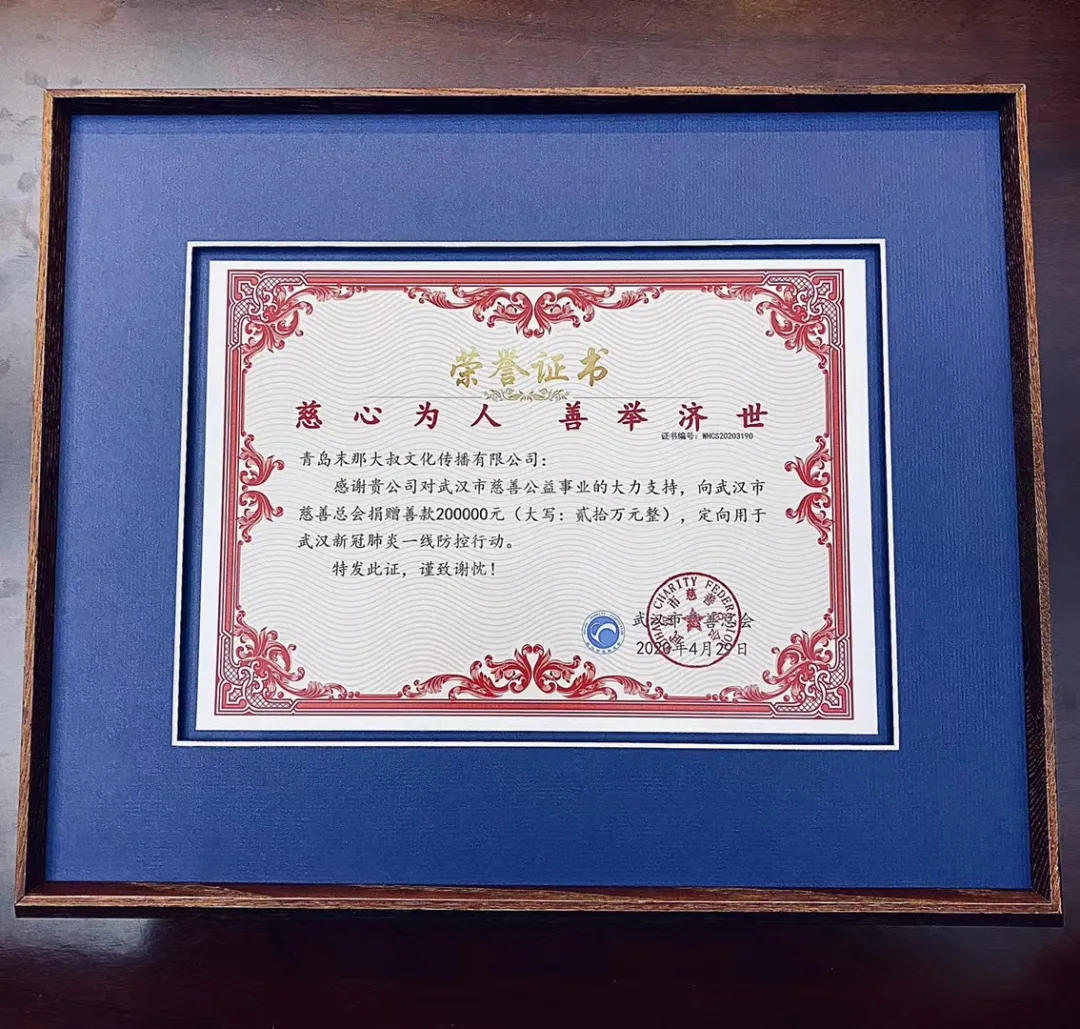 荣誉证书
慈心为人 善举济世
证书编号：WHCS20203190
青岛末那大叔文化传播有限公司：
感谢贵公司对武汉市慈善公益事业的大力支持，向武汉市
慈善总会捐赠善款200000元（大写：贰拾万元整），定向用于
武汉新冠肺炎一线防控行动。
特发此证，谨致谢忱！
武汉市慈善总会
2020年4月29日
WUHAN CHARITY FEDERATION